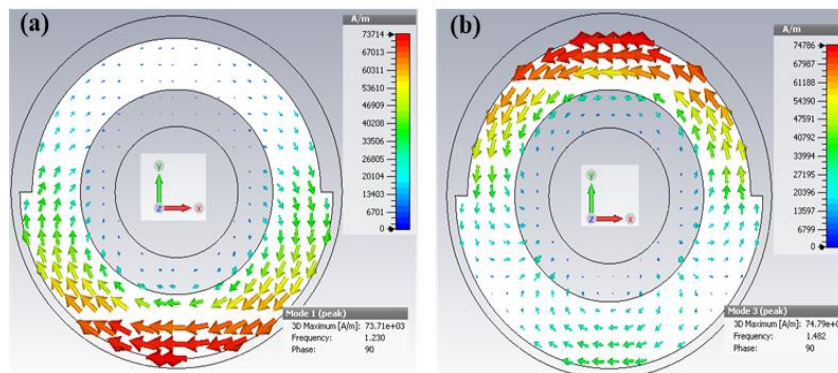 (a)
A/m
73714
67013
60311
53610
46909
40208
33506
26805
20104
13403
6701
0
y
z
x
Mode 1 (peak)
3D Maximum [A/m]: 73.71e+03
Frequency: 1.230
Phase: 90
(b)
A/m
74786
67987
61188
54390
47591
40792
33994
27195
20396
13597
6799
0
y
z
x
Mode 3 (peak)
3D Maximum [A/m]: 74.79e+0
Frequency: 1.482
Phase: 90